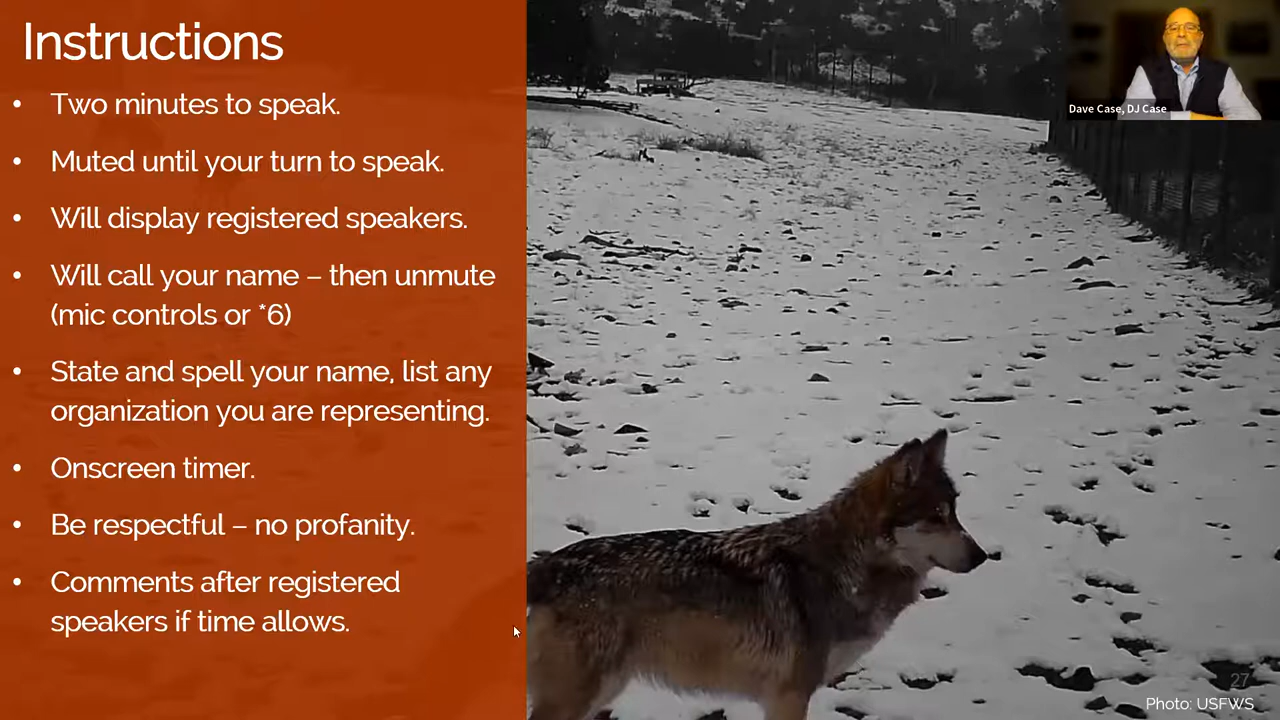 Instructions
• Two minutes to speak.
• Muted until your turn to speak.
• Will display registered speakers.
• Will call your name – then unmute
(mic controls or *6)
• State and spell your name, list any
organization you are representing.
• Onscreen timer.
• Be respectful – no profanity.
• Comments after registered
speakers if time allows.
Dave Case, DJ Case
27
Photo: USFWS